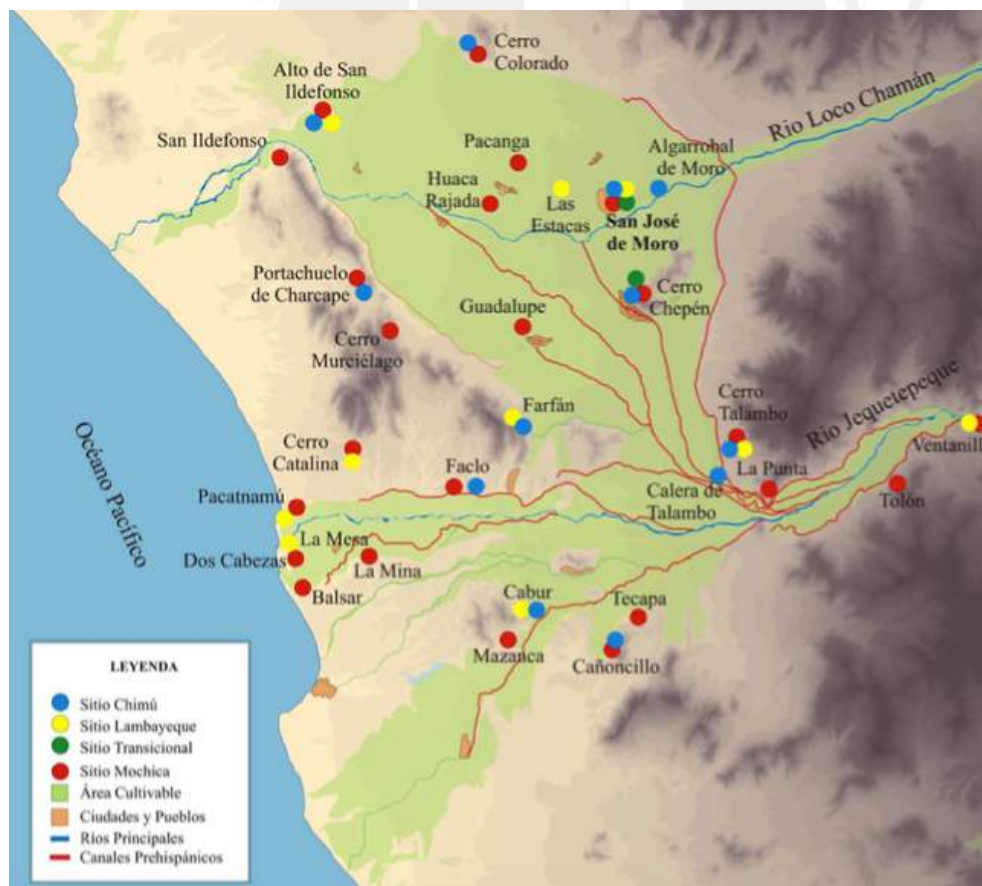 Cerro
Colorado
Alto de San
Ildefonso
San Ildefonso
Pacanga
Algarrobal
de Moro
Río Loco Chamán
Huaca
Rajada
Las
Estacas
San José
de Moro
Portachuelo
de Charcape
Cerro
Chepén
Guadalupe
Cerro
Murciélago
Océano Pacífico
Farfán
Cerro
Talambo
Río Jequetepeque
Ventanill
Cerro
Catalina
Faclo
La Punta
Pacatnamú
Calera de
Talambo
Tolón
La Mesa
Dos Cabezas
La Mina
Balsar
Cabur
Tecapa
Mazanca
Cañoncillo
LEYENDA
Sitio Chimú
Sitio Lambayeque
Sitio Transicional
Sitio Mochica
Área Cultivable
Ciudades y Pueblos
Ríos Principales
Canales Prehispánicos